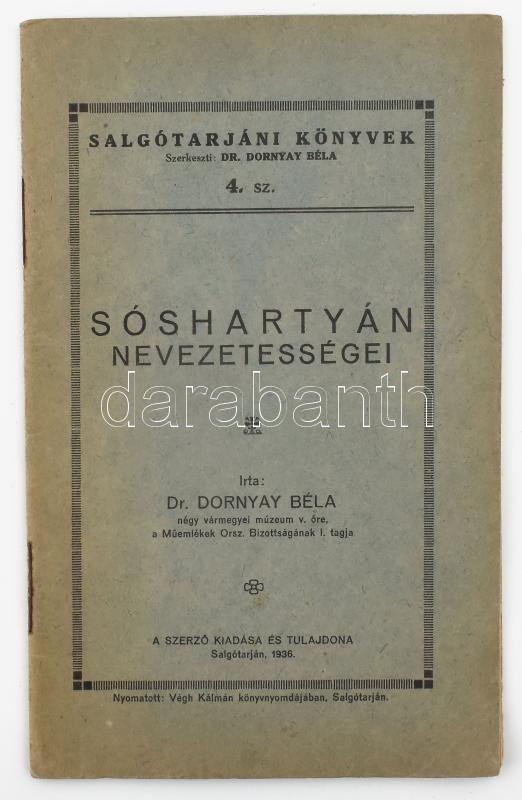 SALGÓTARJÁNI KÖNYVEK
Szerkeszti: DR. DORNYAY BÉLA
4. SZ.
SÓSHARTYÁN
NEVEZETESSÉGEI
darabanth
Irta:
Dr. DORNYAY BÉLA
négy vármegyei múzeum v. őre,
a Műemlékek Orsz. Bizottságának l. tagja
A SZERZŐ KIADÁSA ÉS TULAJDONA
Salgótarján, 1936.
Nyomatott: Végh Kálmán könyvnyomdájában, Salgótarján.